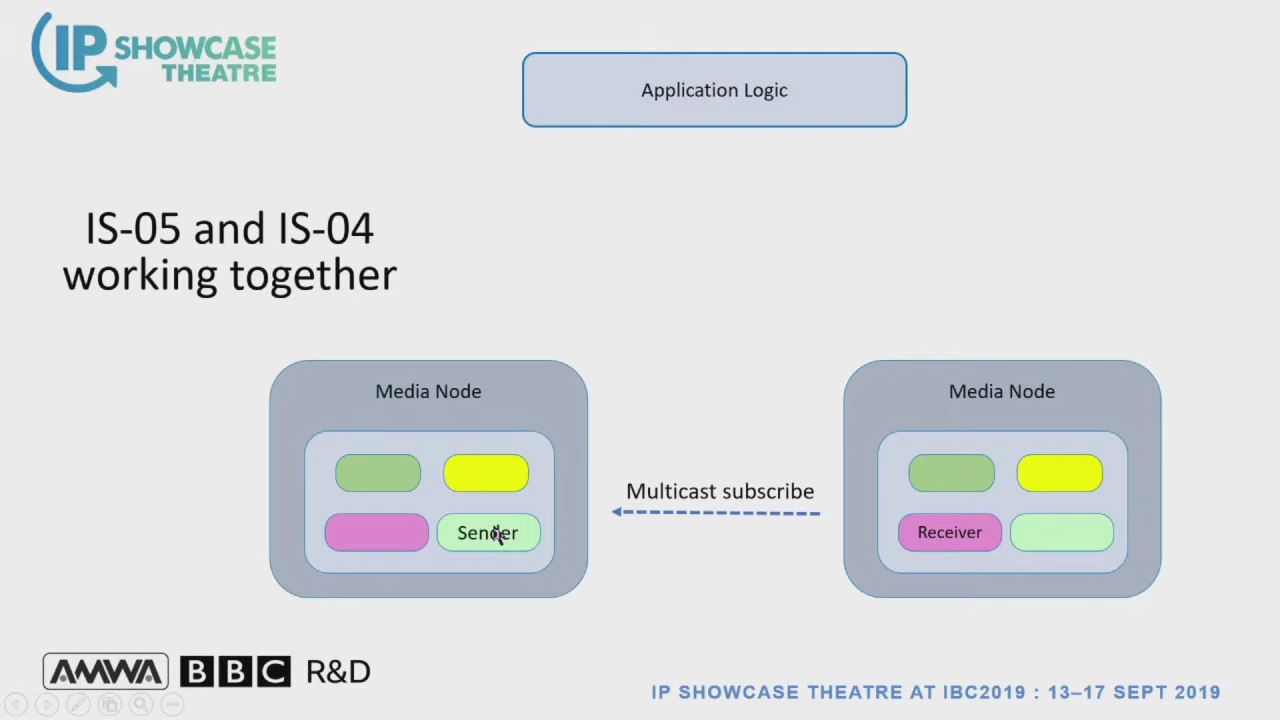 IP SHOWCASE
THEATRE
Application Logic
IS-05 and IS-04
working together
Media Node
Media Node
Multicast subscribe
Sender
Receiver
AMWA BBC R&D
IP SHOWCASE THEATRE AT IBC2019 : 13–17 SEPT 2019